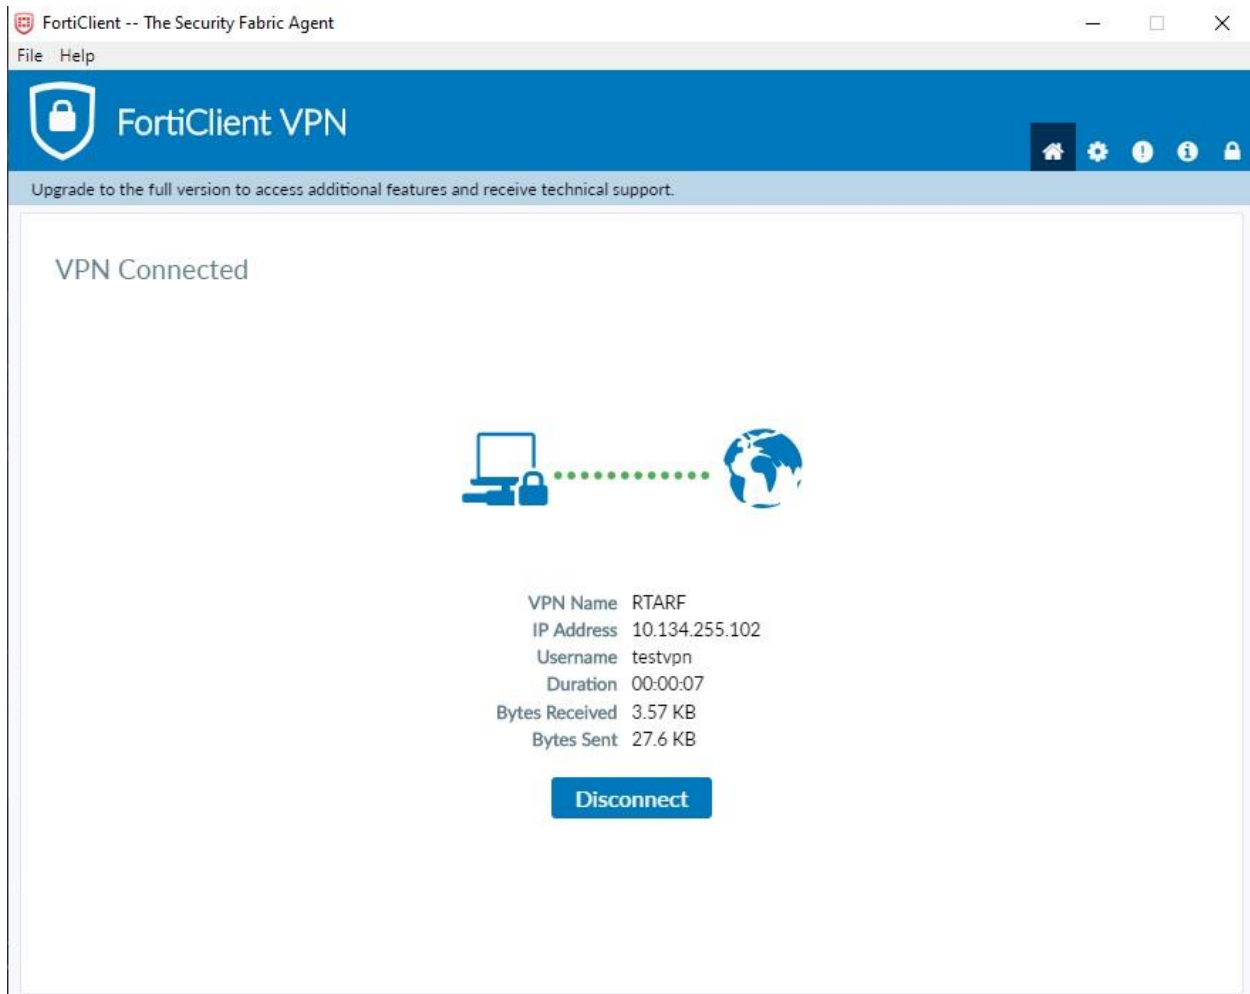 FortiClient -- The Security Fabric Agent
File Help
FortiClient VPN
Upgrade to the full version to access additional features and receive technical support.
VPN Connected
VPN Name RTARF
IP Address 10.134.255.102
Username testvpn
Duration 00:00:07
Bytes Received 3.57 KB
Bytes Sent 27.6 KB
Disconnect